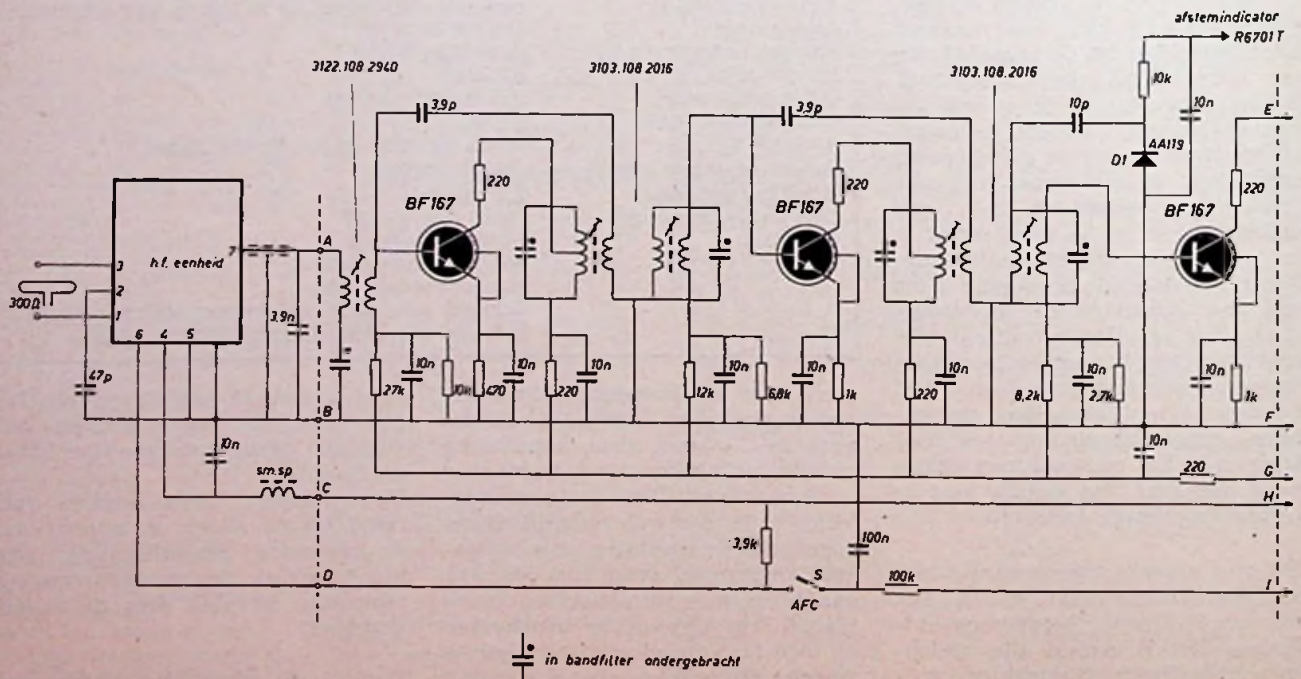 afstemindicator
R6701T
3122.108.2940
3103.108.2016
3103.108.2016
3,9p
3,9p
10p
10k
10n
E
AA119
D1
220
220
220
BF167
BF167
BF167
h.f. eenheid
7
3
2
1
300Ω
6
4
5
A
3,9n
47p
27k
10n
10k
470
10n
220
10n
12k
10n
6,8k
10n
1k
220
10n
8,2k
10n
2,7k
10n
1k
B
F
10n
10n
220
G
sm.sp
C
H
3,9k
100n
D
S
AFC
100k
I
in bandfilter ondergebracht